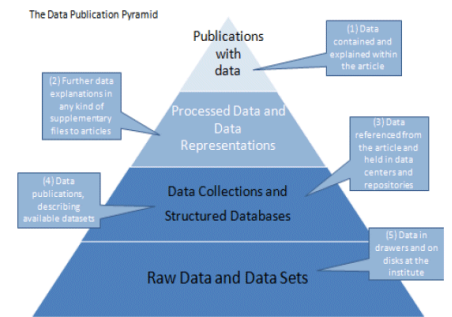 The Data Publication Pyramid
Publications
with
data
(1) Data
contained and
explained within
the article
(2) Further data
explanations in
any kind of
supplementary
files to articles
Processed Data and
Data
Representations
(3) Data
referenced from
the article and
held in data
centers and
repositories
(4) Data
publications,
describing
available datasets
Data Collections and
Structured Databases
(5) Data in
drawers and on
disks at the
institute
Raw Data and Data Sets